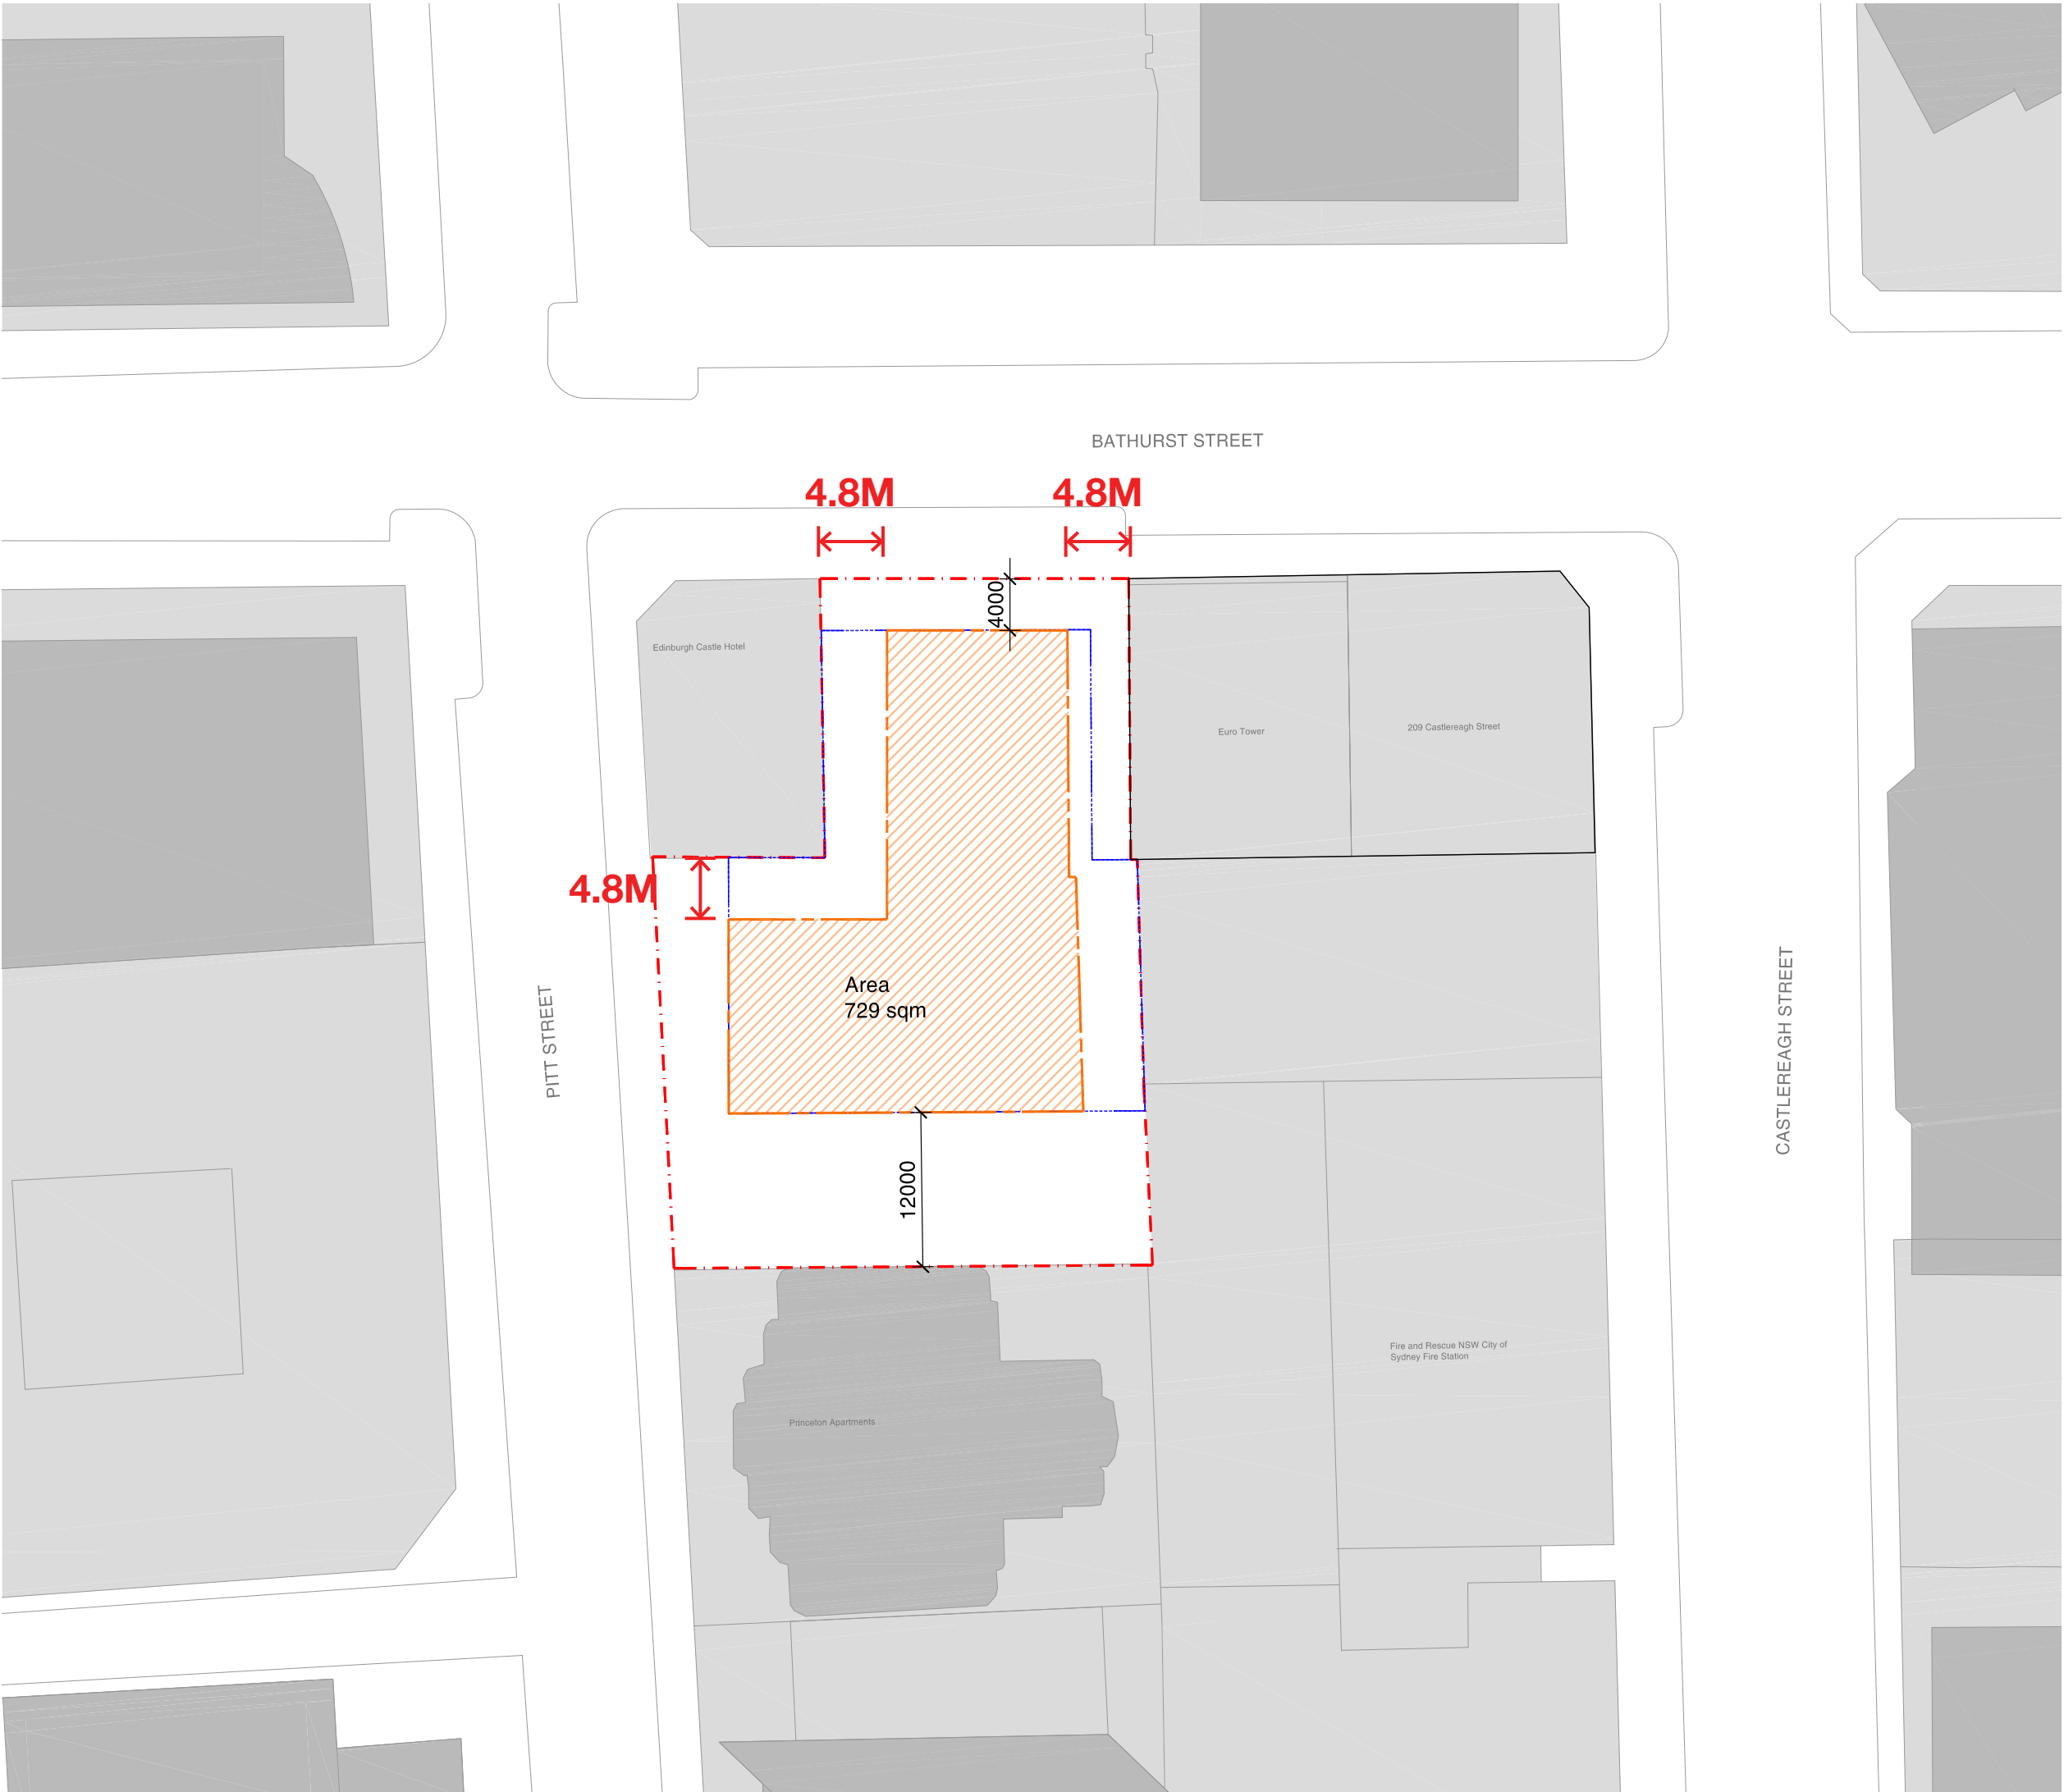 BATHURST STREET
4.8M
4.8M
4000
Edinburgh Castle Hotel
Euro Tower
209 Castlereagh Street
4.8M
Area
729 sqm
PITT STREET
CASTLEREAGH STREET
12000
Fire and Rescue NSW City of
Sydney Fire Station
Princeton Apartments